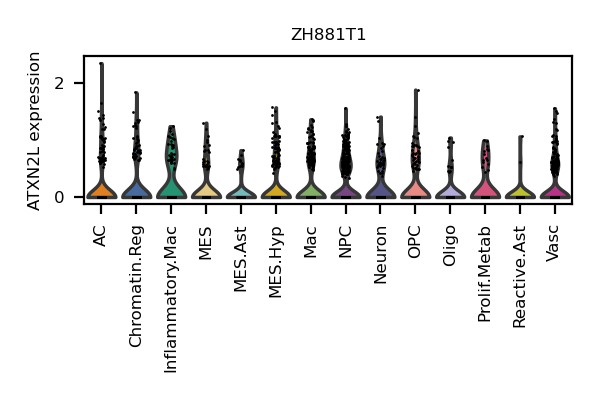 ZH881T1
ATXN2L expression
2
0
AC
Chromatin.Reg
Inflammatory.Mac
MES
MES.Ast
MES.Hyp
Mac
NPC
Neuron
OPC
Oligo
Prolif.Metab
Reactive.Ast
Vasc